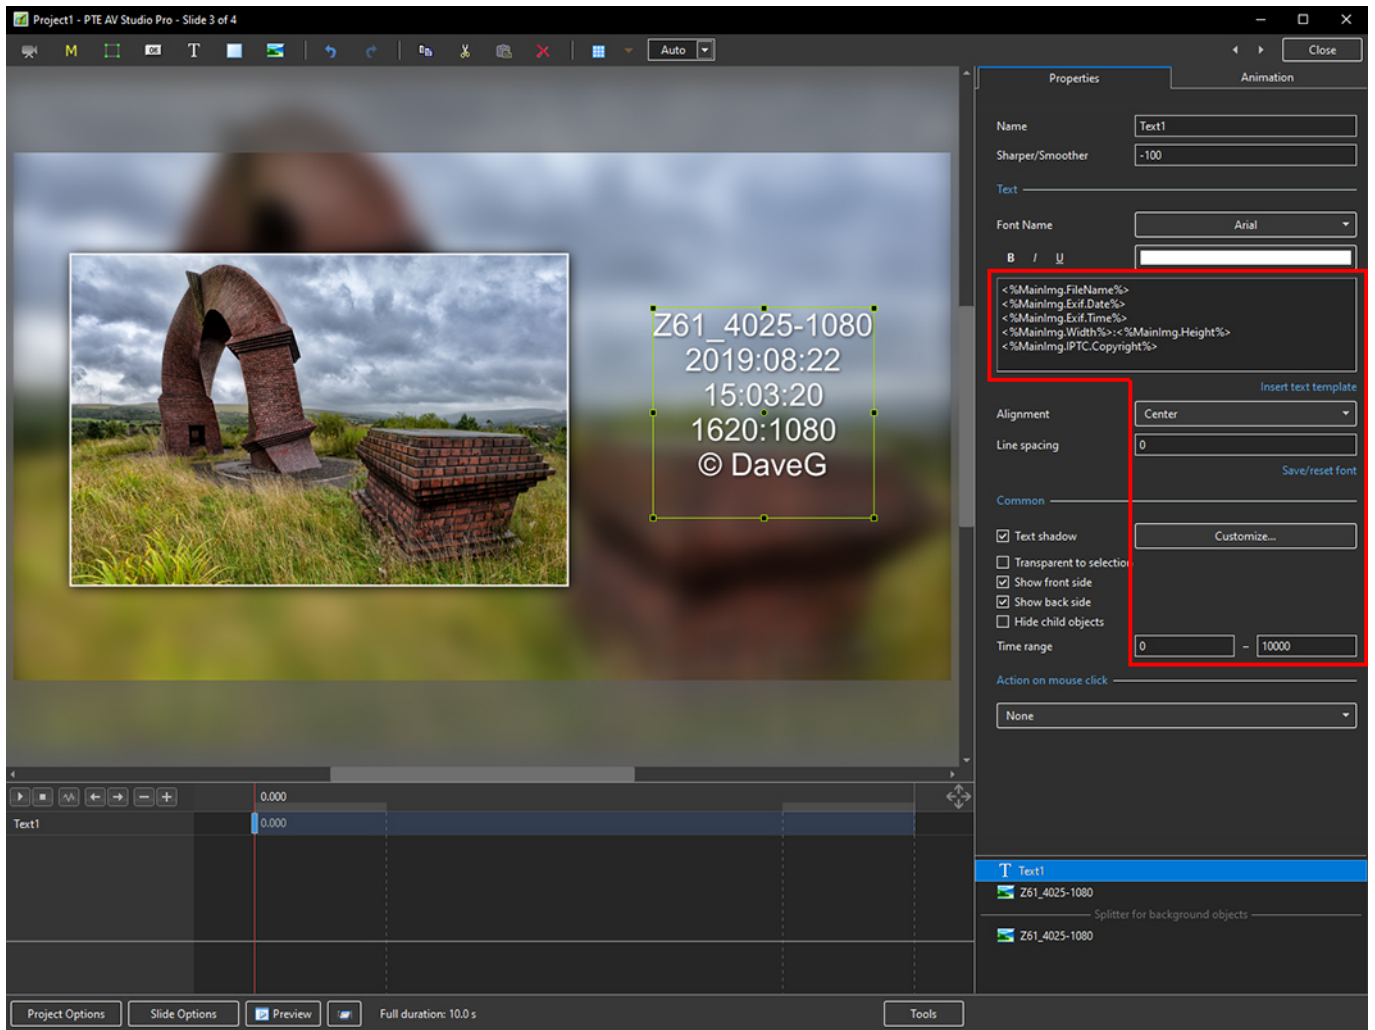 Project1 - PTE AV Studio Pro - Slide 3 of 4
M OK T Auto Close
Properties Animation
Name Text1
Sharper/Smoother -100
Text
Font Name Arial
B I U
<%MainImg.FileName%>
<%MainImg.Exif.Date%>
<%MainImg.Exif.Time%>
<%MainImg.Width%>:<%MainImg.Height%>
<%MainImg.IPTC.Copyright%>
Insert text template
Alignment Center
Line spacing 0
Save/reset font
Common
Text shadow Customize...
Transparent to selection
Show front side
Show back side
Hide child objects
Time range 0 – 10000
Action on mouse click
None
Z61_4025-1080
2019:08:22
15:03:20
1620:1080
© DaveG
0.000
Text1 0.000
T Text1
Z61_4025-1080
Splitter for background objects
Z61_4025-1080
Project Options Slide Options Preview Full duration: 10.0 s Tools